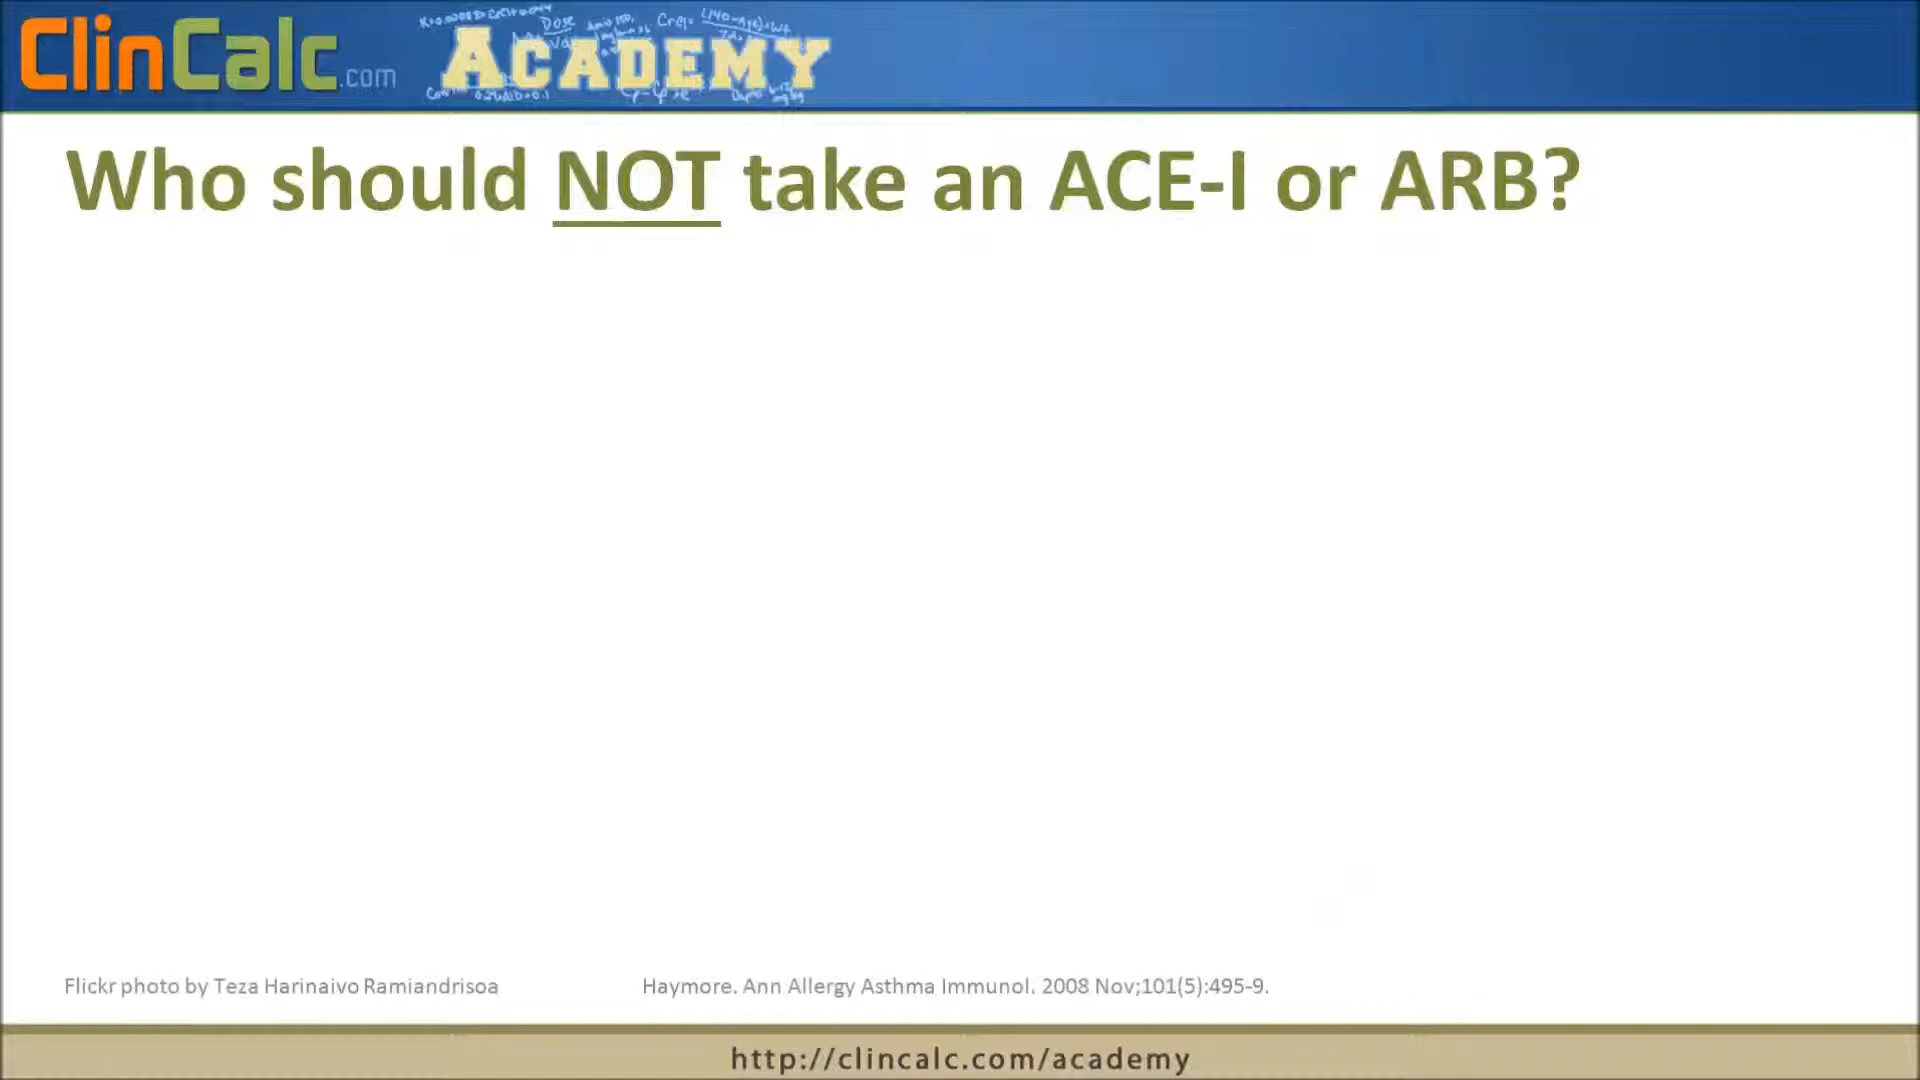 ClinCalc.com ACADEMY
Who should NOT take an ACE-I or ARB?
Flickr photo by Teza Harinaivo Ramiandrisoa
Haymore. Ann Allergy Asthma Immunol. 2008 Nov;101(5):495-9.
http://clincalc.com/academy